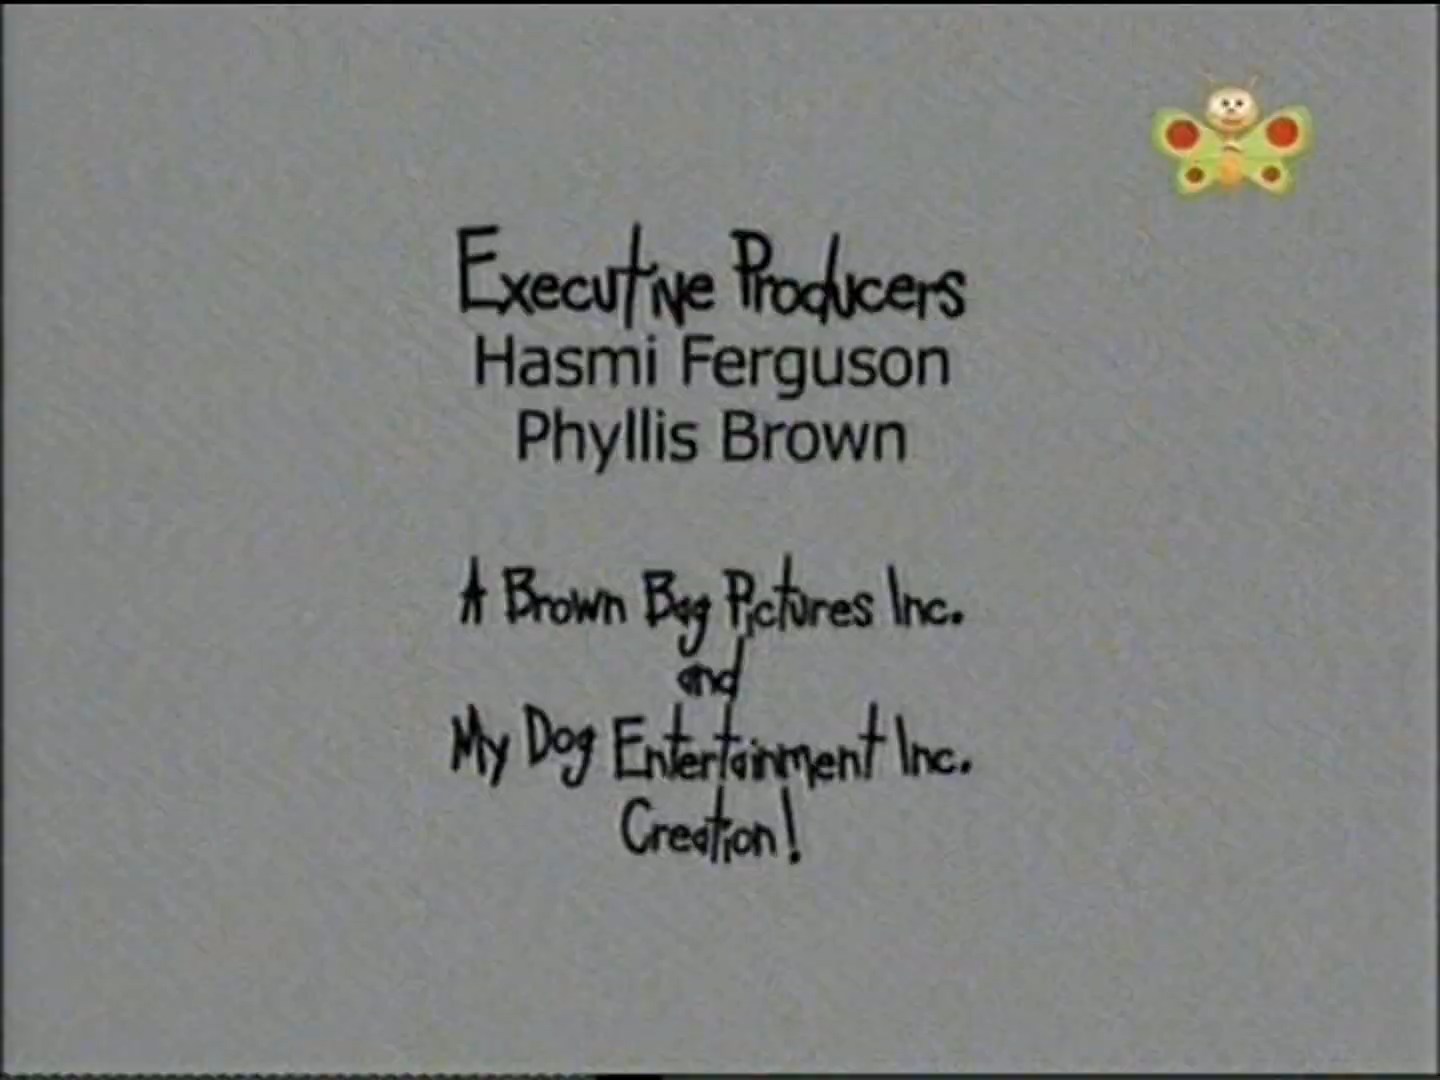 Executive Producers
Hasmi Ferguson
Phyllis Brown
A Brown Bag Pictures Inc.
and
My Dog Entertainment Inc.
Creation!